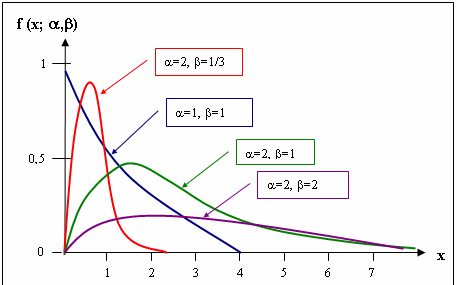 f (x; α,β)
1
α=2, β=1/3
α=1, β=1
0,5
α=2, β=1
α=2, β=2
0
x
1 2 3 4 5 6 7